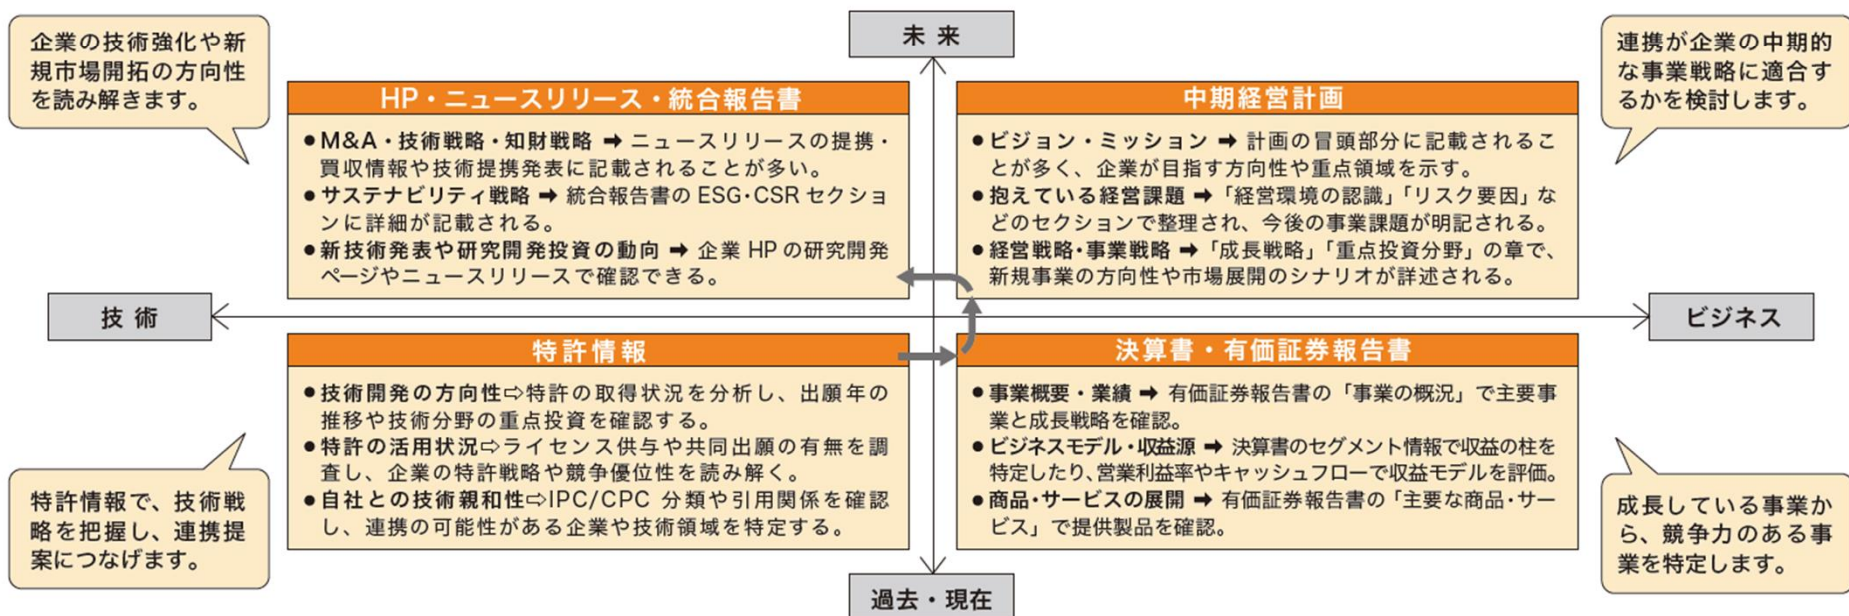 未来
企業の技術強化や新
規市場開拓の方向性
を読み解きます。
HP・ニュースリリース・統合報告書
●M&A・技術戦略・知財戦略 ➡ ニュースリリースの提携・
買収情報や技術提携発表に記載されることが多い。
●サステナビリティ戦略 ➡ 統合報告書の ESG・CSR セクショ
ンに詳細が記載される。
●新技術発表や研究開発投資の動向 ➡ 企業 HP の研究開発
ページやニュースリリースで確認できる。
中期経営計画
●ビジョン・ミッション ➡ 計画の冒頭部分に記載されるこ
とが多く、企業が目指す方向性や重点領域を示す。
●抱えている経営課題 ➡「経営環境の認識」「リスク要因」な
どのセクションで整理され、今後の事業課題が明記される。
●経営戦略・事業戦略 ➡「成長戦略」「重点投資分野」の章で、
新規事業の方向性や市場展開のシナリオが詳述される。
連携が企業の中期的
な事業戦略に適合す
るかを検討します。
技術
ビジネス
特許情報
●技術開発の方向性⇨特許の取得状況を分析し、出願年の
推移や技術分野の重点投資を確認する。
●特許の活用状況⇨ライセンス供与や共同出願の有無を調
査し、企業の特許戦略や競争優位性を読み解く。
●自社との技術親和性⇨IPC/CPC 分類や引用関係を確認
し、連携の可能性がある企業や技術領域を特定する。
特許情報で、技術戦
略を把握し、連携提
案につなげます。
決算書・有価証券報告書
●事業概要・業績 ➡ 有価証券報告書の「事業の概況」で主要事
業と成長戦略を確認。
●ビジネスモデル・収益源 ➡ 決算書のセグメント情報で収益の柱を
特定したり、営業利益率やキャッシュフローで収益モデルを評価。
●商品・サービスの展開 ➡ 有価証券報告書の「主要な商品・サー
ビス」で提供製品を確認。
成長している事業か
ら、競争力のある事
業を特定します。
過去・現在